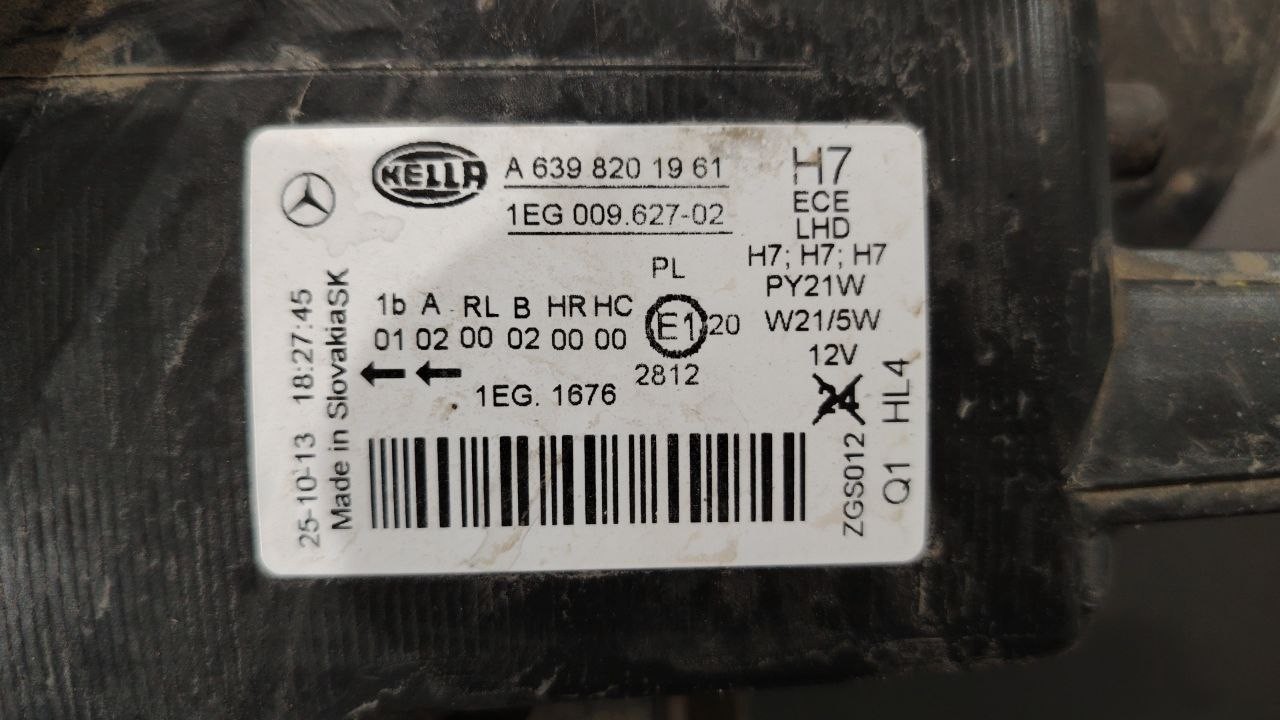 HELLA
A 639 820 19 61
1EG 009.627-02
H7
ECE
LHD
H7; H7; H7
PY21W
W21/5W
12V
24
PL
1b A RL B HR HC
01 02 00 02 00 00
E1 20
2812
1EG. 1676
25-10-13 18:27:45
Made in SlovakiaSK
ZGS012
Q1 HL4